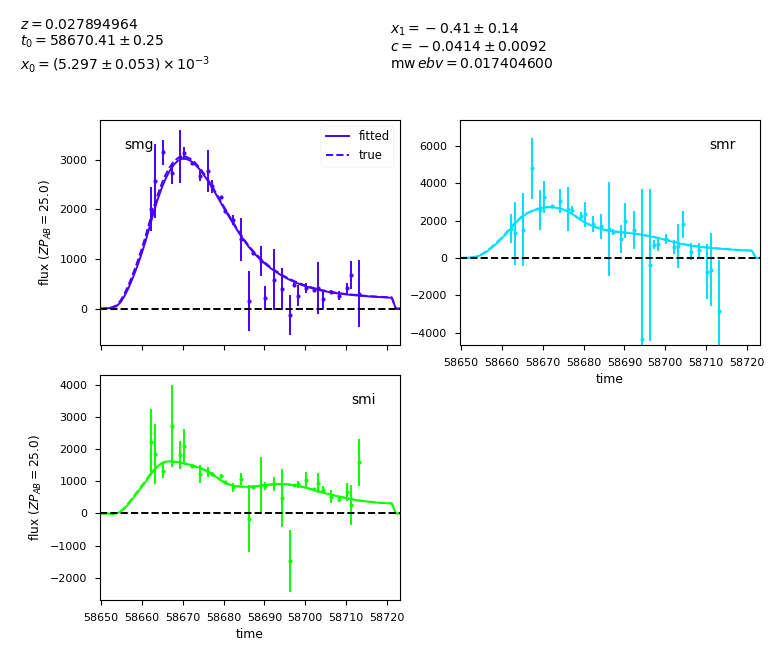 z = 0.027894964
t₀ = 58670.41 ± 0.25
x₀ = (5.297 ± 0.053) × 10⁻³
x₁ = −0.41 ± 0.14
c = −0.0414 ± 0.0092
mwebv = 0.017404600
smg
fitted
true
3000
2000
1000
0
flux (ZP_AB = 25.0)
smr
6000
4000
2000
0
−2000
−4000
58650 58660 58670 58680 58690 58700 58710 58720
time
smi
4000
3000
2000
1000
0
−1000
−2000
flux (ZP_AB = 25.0)
58650 58660 58670 58680 58690 58700 58710 58720
time